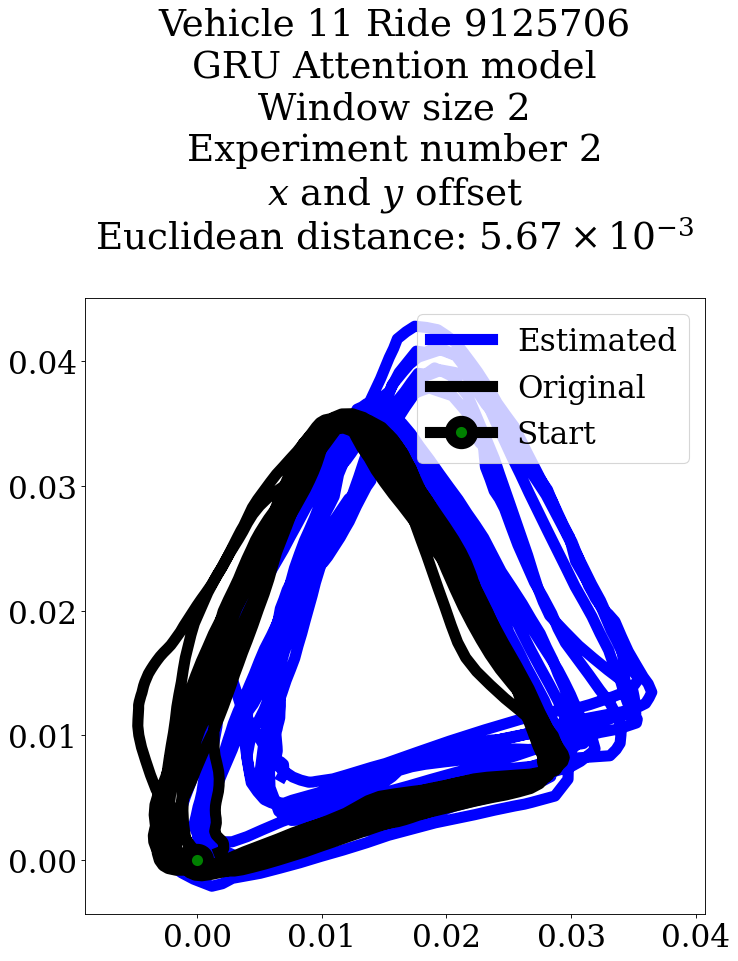 Vehicle 11 Ride 9125706
GRU Attention model
Window size 2
Experiment number 2
x and y offset
Euclidean distance: 5.67 × 10⁻³
Estimated
Original
Start
0.04
0.03
0.02
0.01
0.00
0.00 0.01 0.02 0.03 0.04